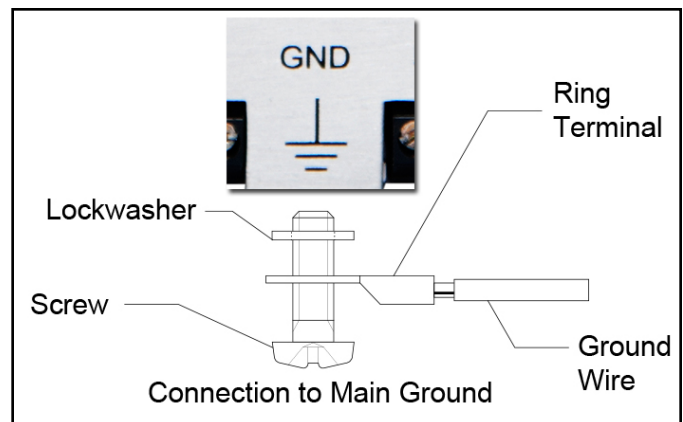 GND
Ring
Terminal
Lockwasher
Screw
Ground
Wire
Connection to Main Ground